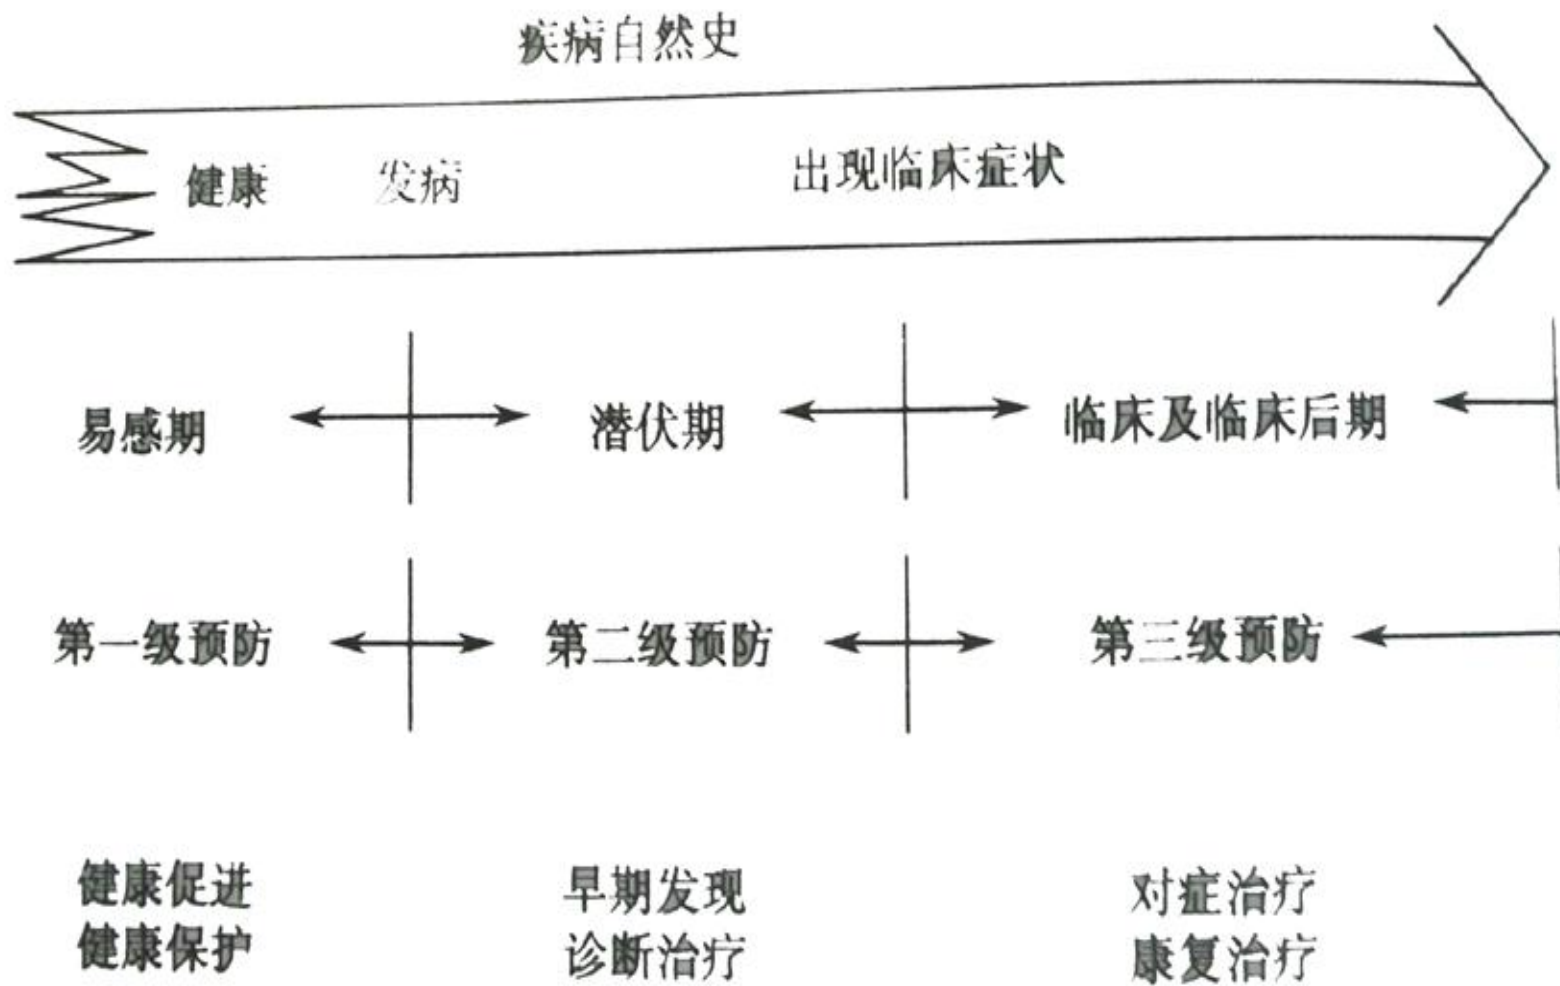 疾病自然史
健康 发病 出现临床症状
易感期 潜伏期 临床及临床后期
第一级预防 第二级预防 第三级预防
健康促进 早期发现 对症治疗
健康保护 诊断治疗 康复治疗